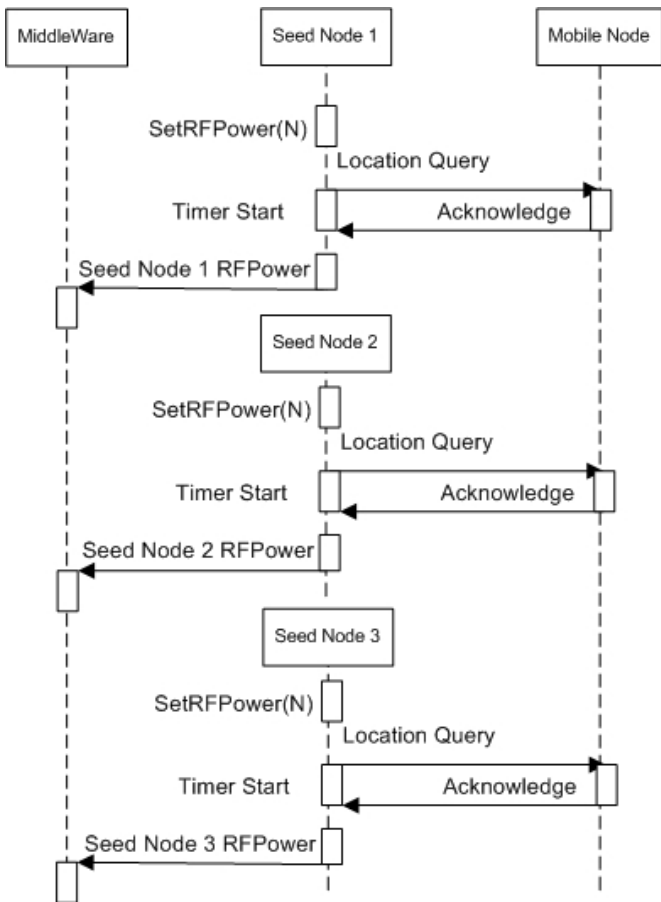 MiddleWare
Seed Node 1
Mobile Node
SetRFPower(N)
Location Query
Timer Start
Acknowledge
Seed Node 1 RFPower
Seed Node 2
SetRFPower(N)
Location Query
Timer Start
Acknowledge
Seed Node 2 RFPower
Seed Node 3
SetRFPower(N)
Location Query
Timer Start
Acknowledge
Seed Node 3 RFPower